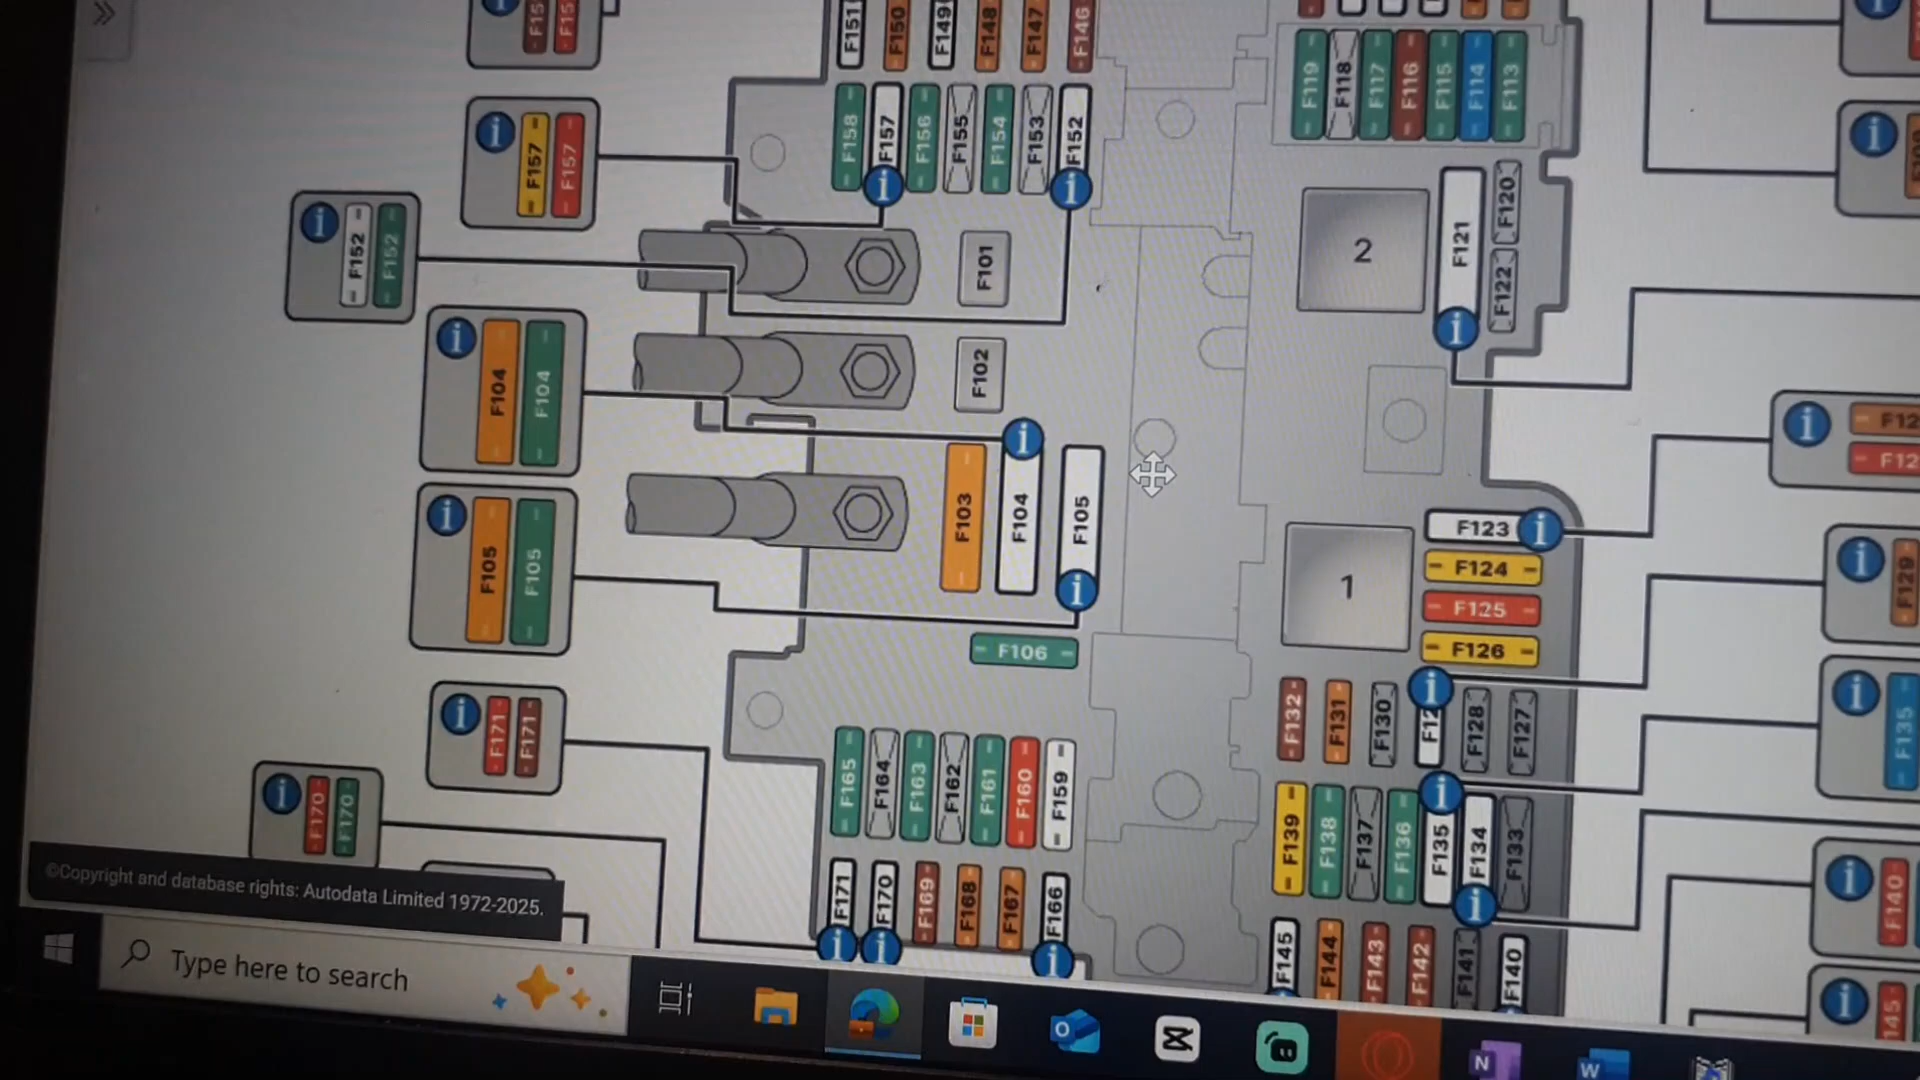 F151
F150
F149
F148
F147
F146
F119
F118
F117
F116
F115
F114
F113
F158
F157
F156
F155
F154
F153
F152
F157
F157
F152
F152
F101
F102
2
F121
F120
F122
F104
F104
F103
F104
F105
F105
F105
F106
1
F123
F124
F125
F126
F132
F131
F130
F12
F128
F127
F129
F135
F171
F171
F170
F170
F165
F164
F163
F162
F161
F160
F159
F139
F138
F137
F136
F135
F134
F133
F171
F170
F169
F168
F167
F166
F145
F144
F143
F142
F141
F140
F140
©Copyright and database rights: Autodata Limited 1972-2025.
Type here to search